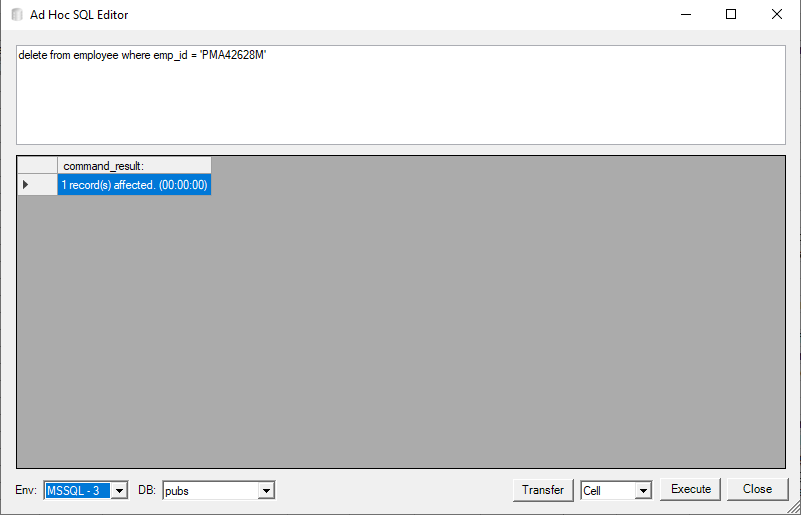 Ad Hoc SQL Editor
delete from employee where emp_id = 'PMA42628M'
command_result:
1 record(s) affected. (00:00:00)
Env: MSSQL - 3 DB: pubs Transfer Cell Execute Close